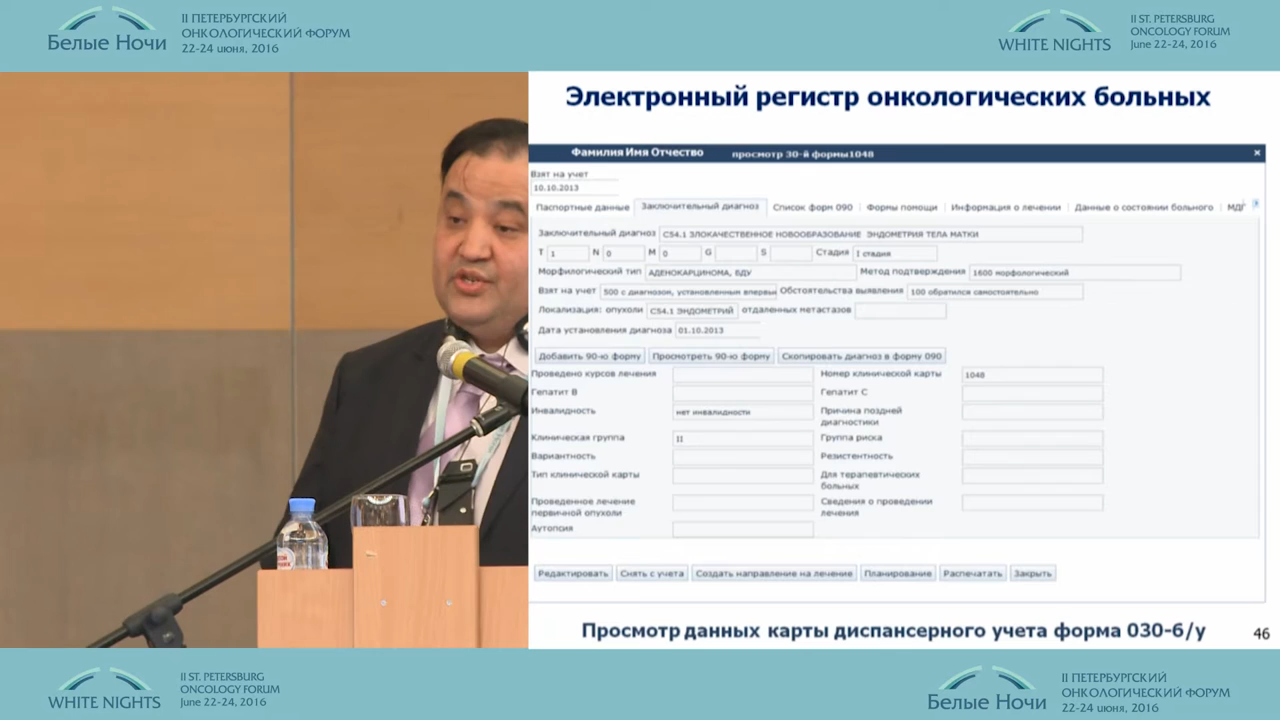 Белые Ночи
II ПЕТЕРБУРГСКИЙ
ОНКОЛОГИЧЕСКИЙ ФОРУМ
22-24 июня, 2016
WHITE NIGHTS
II ST. PETERSBURG
ONCOLOGY FORUM
June 22-24, 2016
Электронный регистр онкологических больных
Фамилия Имя Отчество просмотр 30-й формы1048
Взят на учет
10.10.2013
Паспортные данные Заключительный диагноз Список форм 090 Формы помощи Информация о лечении Данные о состоянии больного МДГ
Заключительный диагноз C54.1 ЗЛОКАЧЕСТВЕННОЕ НОВООБРАЗОВАНИЕ ЭНДОМЕТРИЯ ТЕЛА МАТКИ
T 1 N 0 M 0 G S Стадия I стадия
Морфологический тип АДЕНОКАРЦИНОМА, БДУ Метод подтверждения 1600 морфологический
Взят на учет 500 с диагнозом, установленным впервы Обстоятельства выявления 100 обратился самостоятельно
Локализация: опухоли C54.1 ЭНДОМЕТРИЙ отдаленных метастазов
Дата установления диагноза 01.10.2013
Добавить 90-ю форму Просмотреть 90-ю форму Скопировать диагноз в форму 090
Проведено курсов лечения Номер клинической карты 1048
Гепатит В Гепатит С
Инвалидность нет инвалидности Причина поздней
диагностики
Клиническая группа II Группа риска
Вариантность Резистентность
Тип клинической карты Для терапевтических
больных
Проведенное лечение Сведения о проведении
первичной опухоли лечения
Аутопсия
Редактировать Снять с учета Создать направление на лечение Планирование Распечатать Закрыть
Просмотр данных карты диспансерного учета форма 030-6/у
46
WHITE NIGHTS
II ST. PETERSBURG
ONCOLOGY FORUM
June 22-24, 2016
Белые Ночи
II ПЕТЕРБУРГСКИЙ
ОНКОЛОГИЧЕСКИЙ ФОРУМ
22-24 июня, 2016